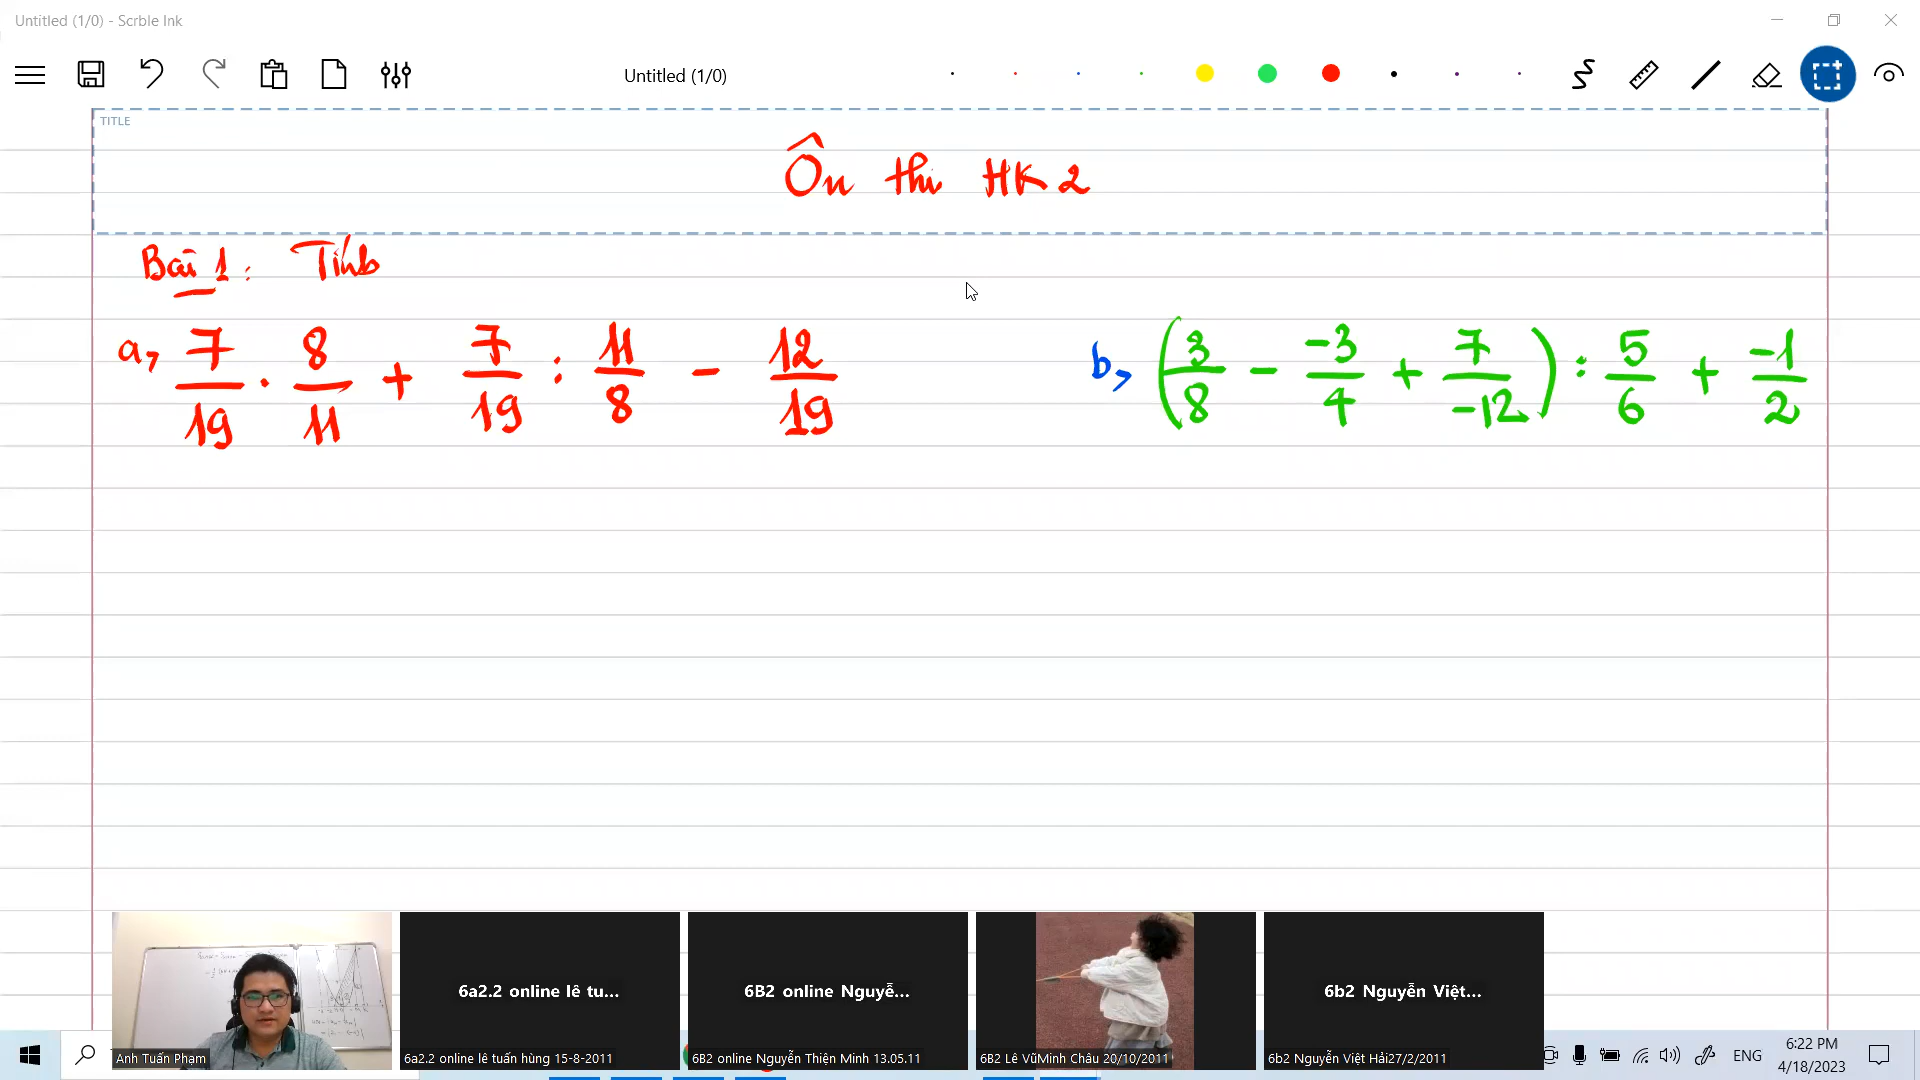 Untitled (1/0) - Scrble Ink
Untitled (1/0)
TITLE
Ôn thi HK2
Bài 1: Tính
a, 7/19 . 8/11 + 7/19 : 11/8 - 12/19
b, (3/8 - -3/4 + 7/-12) : 5/6 + -1/2
6a2.2 online lê tu...
6B2 online Nguyễ...
6b2 Nguyễn Việt...
Anh Tuấn Phạm
6a2.2 online lê tuấn hùng 15-8-2011
6B2 online Nguyễn Thiện Minh 13.05.11
6B2 Lê VũMinh Châu 20/10/2011
6b2 Nguyễn Việt Hải27/2/2011
ENG
6:22 PM
4/18/2023